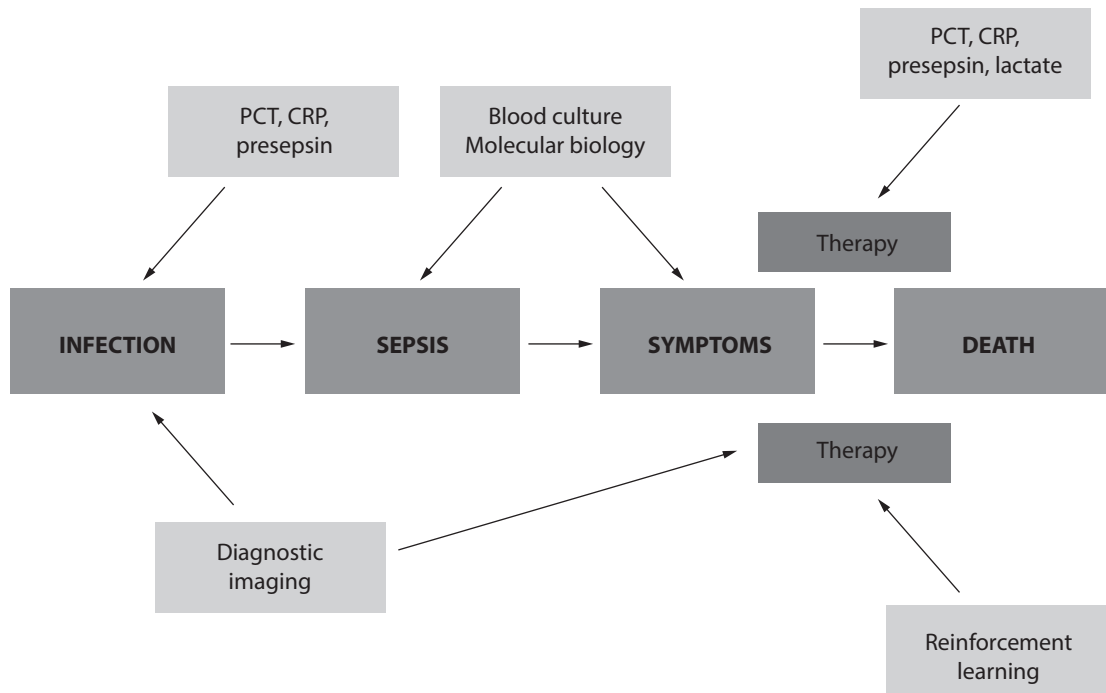 PCT, CRP,
presepsin, lactate
PCT, CRP,
presepsin
Blood culture
Molecular biology
Therapy
INFECTION
SEPSIS
SYMPTOMS
DEATH
Therapy
Diagnostic
imaging
Reinforcement
learning